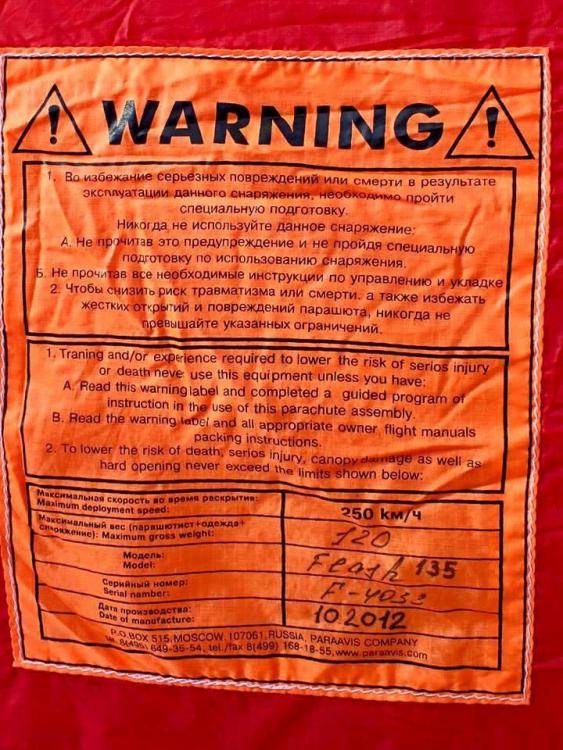 WARNING
1. Во избежание серьезных повреждений или смерти в результате
эксплуатации данного снаряжения, необходимо пройти
специальную подготовку.
Никогда не используйте данное снаряжение:
А. Не прочитав это предупреждение и не пройдя специальную
подготовку по использованию снаряжения.
Б. Не прочитав все необходимые инструкции по управлению и укладке
2. Чтобы снизить риск травматизма или смерти, а также избежать
жестких открытий и повреждений парашюта, никогда не
превышайте указанных ограничений.
1. Traning and/or experience required to lower the risk of serios injury
or death never use this equipment unless you have:
A. Read this warning label and completed a guided program of
instruction in the use of this parachute assembly.
B. Read the warning label and all appropriate owner flight manuals
packing instructions.
2. To lower the risk of death, serios injury, canopy damage as well as
hard opening never exceed the limits shown below:
Максимальная скорость во время раскрытия:
Maximum deployment speed:
250 км/ч
Максимальный вес (парашютист+одежда+
снаряжение): Maximum gross weight:
120
Модель:
Model:
135
Серийный номер:
Serial number:
Дата производства:
Date of manufacture:
10.2012
P.O.BOX 515,MOSCOW, 107061,RUSSIA, PARAAVIS COMPANY
tel. 8(495) 649-35-54, tel./fax 8(499) 168-18-55,www.paraavis.com